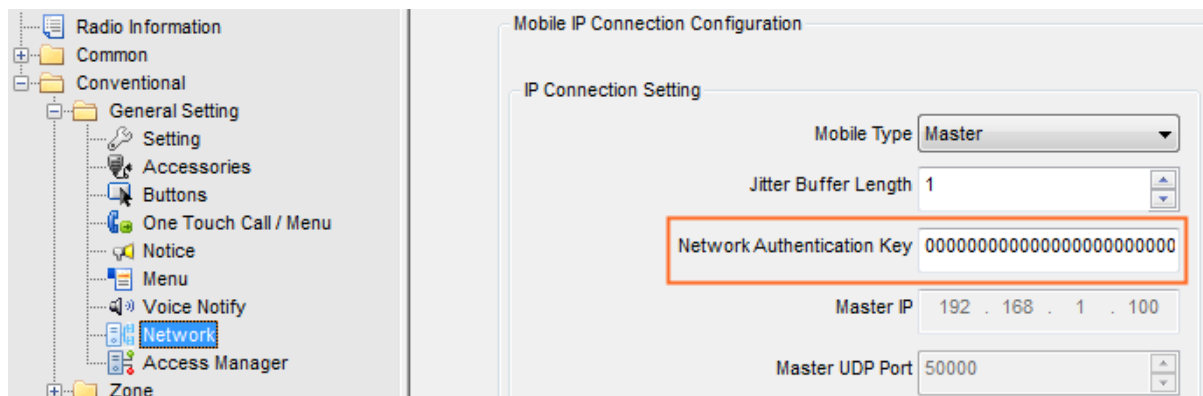 Radio Information
Common
Conventional
General Setting
Setting
Accessories
Buttons
One Touch Call / Menu
Notice
Menu
Voice Notify
Network
Access Manager
Zone
Mobile IP Connection Configuration
IP Connection Setting
Mobile Type Master
Jitter Buffer Length 1
Network Authentication Key 000000000000000000000000
Master IP 192 . 168 . 1 . 100
Master UDP Port 50000